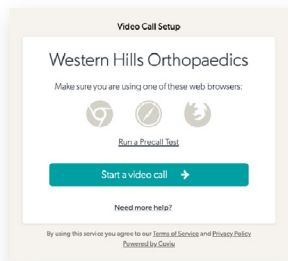 Video Call Setup
Western Hills Orthopaedics
Make sure you are using one of these web browsers:
Run a Precall Test
Start a video call
Need more help?
By using this service you agree to our Terms of Service and Privacy Policy
Powered by Coviu